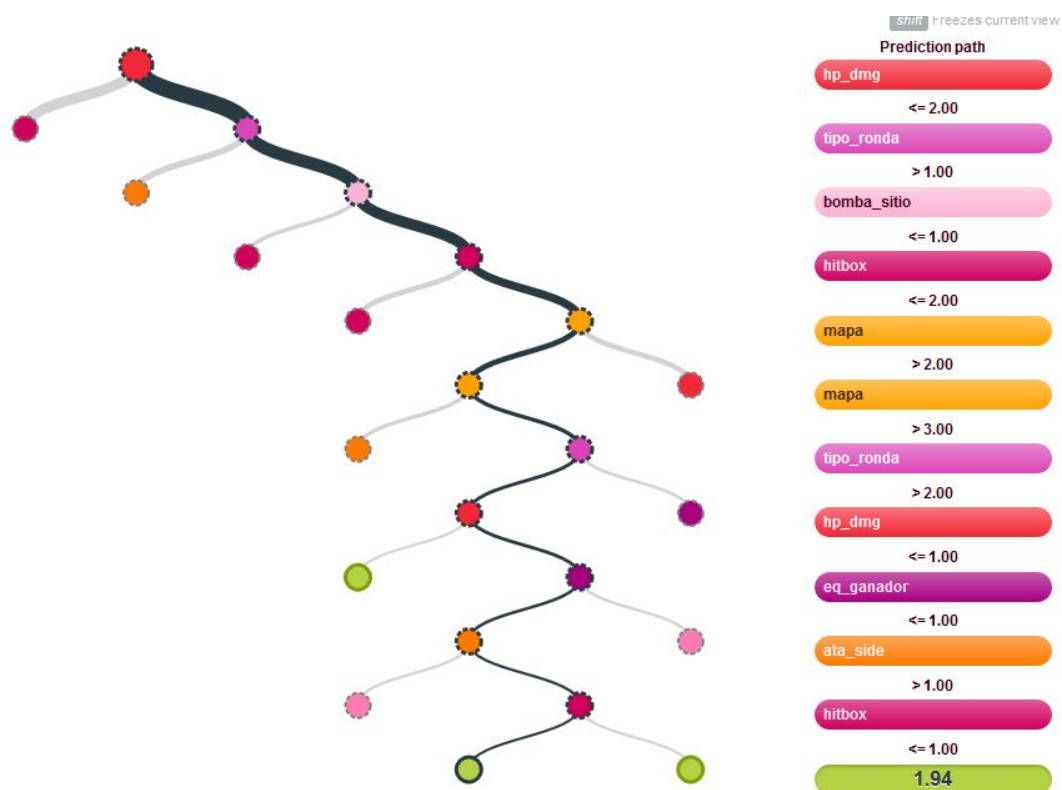 shift Freezes current view
Prediction path
hp_dmg
<= 2.00
tipo_ronda
> 1.00
bomba_sitio
<= 1.00
hitbox
<= 2.00
mapa
> 2.00
mapa
> 3.00
tipo_ronda
> 2.00
hp_dmg
<= 1.00
eq_ganador
<= 1.00
ata_side
> 1.00
hitbox
<= 1.00
1.94